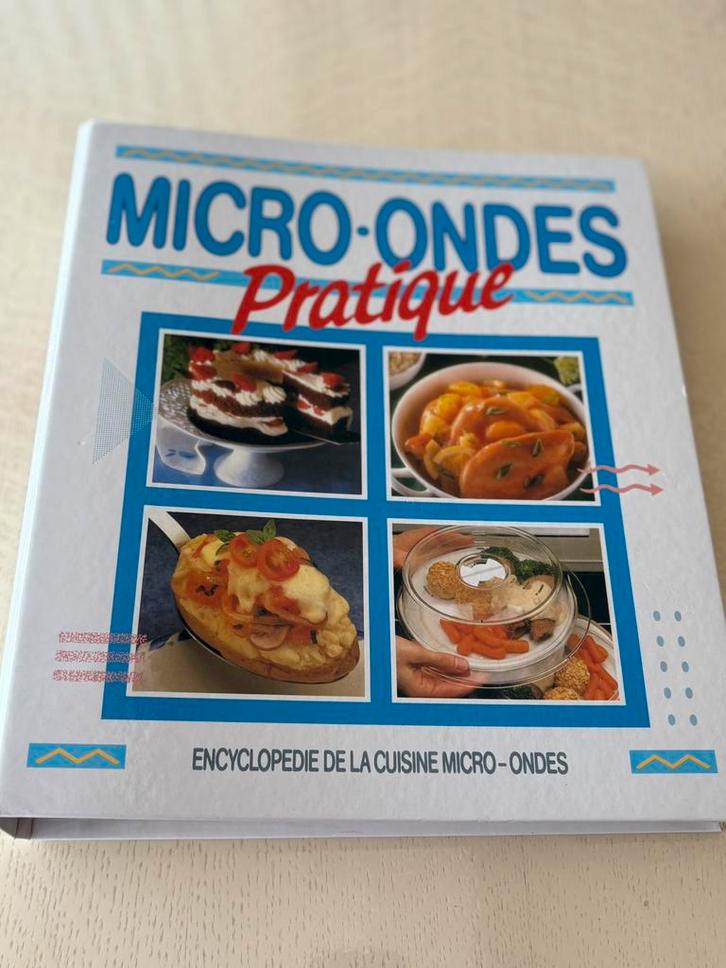 MICRO·ONDES
Pratique
ENCYCLOPEDIE DE LA CUISINE MICRO-ONDES